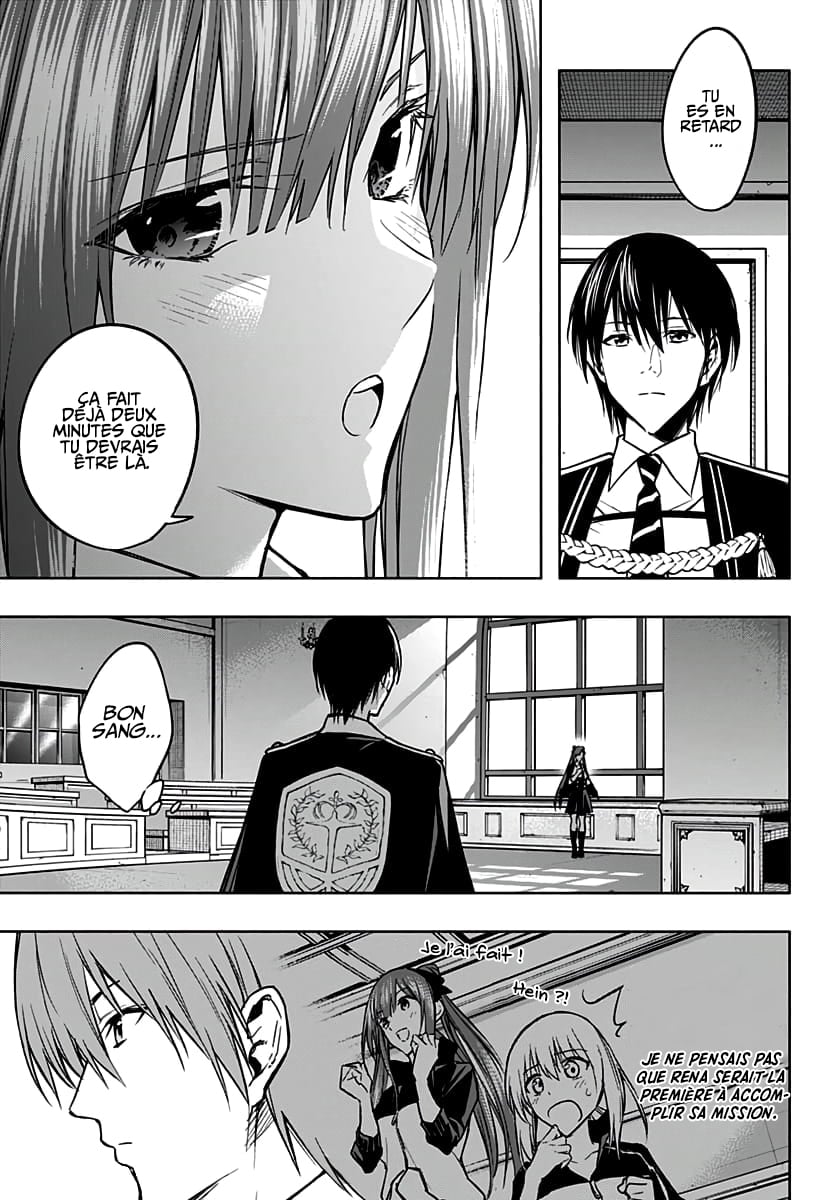 TU
ES EN
RETARD
...
ÇA FAIT
DÉJÀ DEUX
MINUTES QUE
TU DEVRAIS
ÊTRE LÀ.
BON
SANG...
Je l'ai fait !
Hein ?!
JE NE PENSAIS PAS
QUE RENA SERAIT LA
PREMIÈRE À ACCOM-
PLIR SA MISSION.